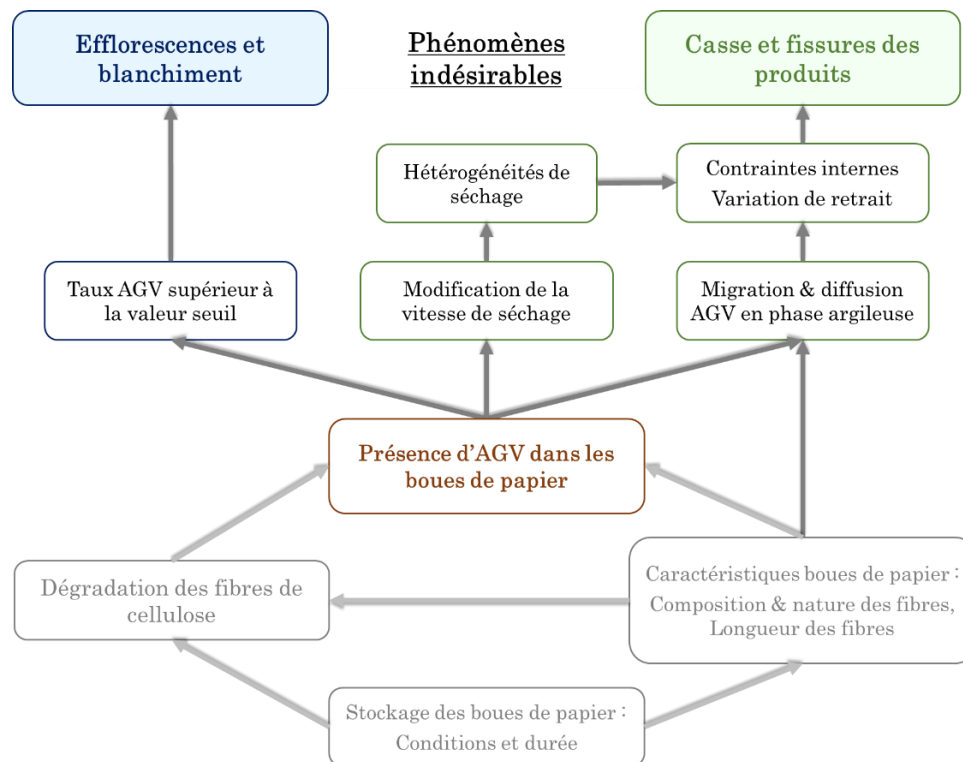 Efflorescences et
blanchiment
Phénomènes
indésirables
Casse et fissures des
produits
Hétérogénéités de
séchage
Contraintes internes
Variation de retrait
Taux AGV supérieur à
la valeur seuil
Modification de la
vitesse de séchage
Migration & diffusion
AGV en phase argileuse
Présence d'AGV dans les
boues de papier
Dégradation des fibres de
cellulose
Caractéristiques boues de papier :
Composition & nature des fibres,
Longueur des fibres
Stockage des boues de papier :
Conditions et durée